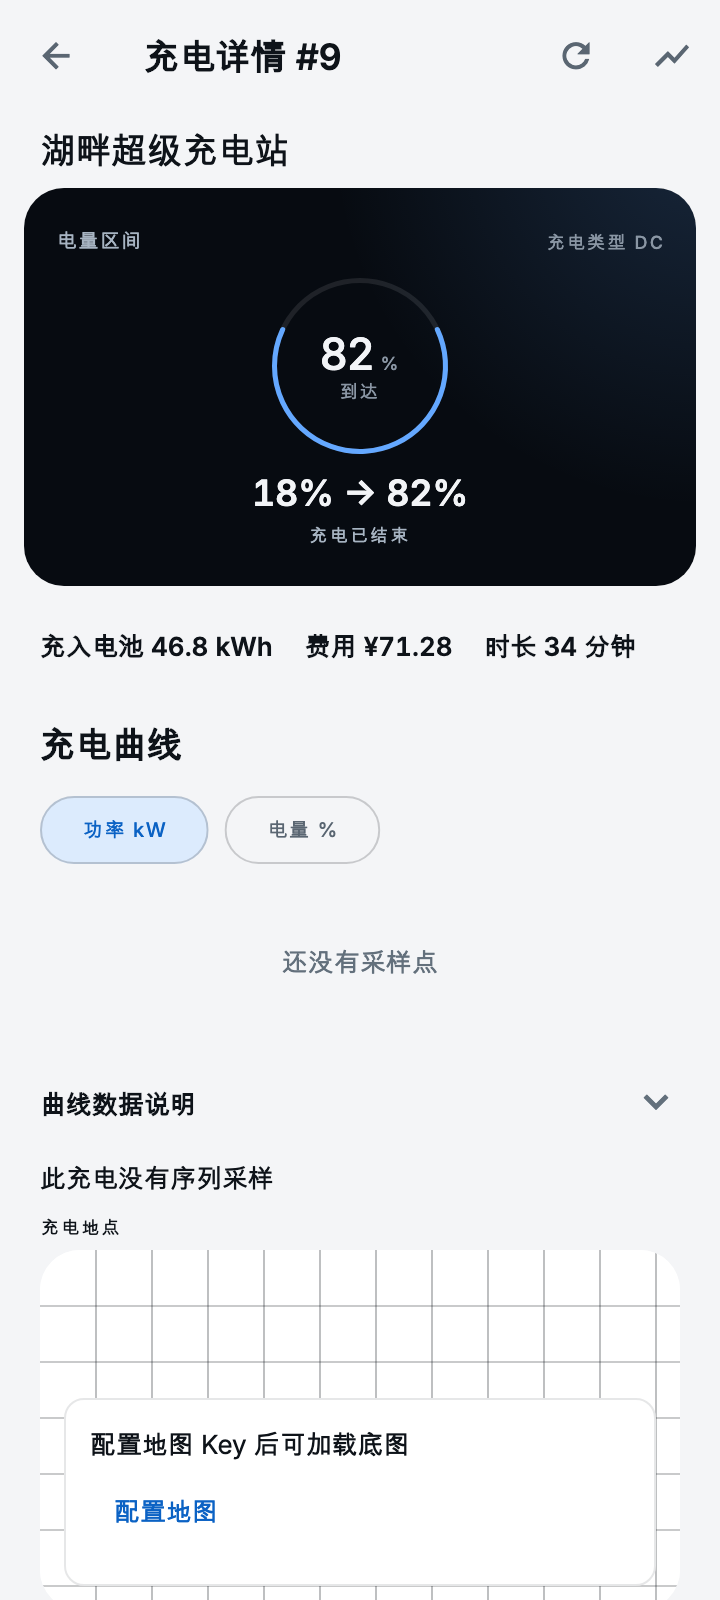 充电详情 #9
湖畔超级充电站
电量区间
充电类型 DC
82 %
到达
18% → 82%
充电已结束
充入电池 46.8 kWh 费用 ¥71.28 时长 34 分钟
充电曲线
功率 kW 电量 %
还没有采样点
曲线数据说明
此充电没有序列采样
充电地点
配置地图 Key 后可加载底图
配置地图